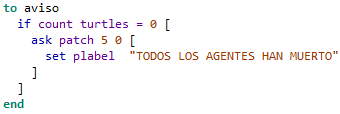 to aviso
if count turtles = 0 [
ask patch 5 0 [
set plabel "TODOS LOS AGENTES HAN MUERTO"
]
]
end